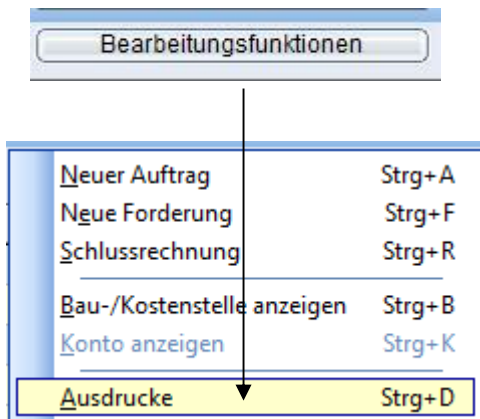 Bearbeitungsfunktionen
Neuer Auftrag Strg+A
Neue Forderung Strg+F
Schlussrechnung Strg+R
Bau-/Kostenstelle anzeigen Strg+B
Konto anzeigen Strg+K
Ausdrucke Strg+D